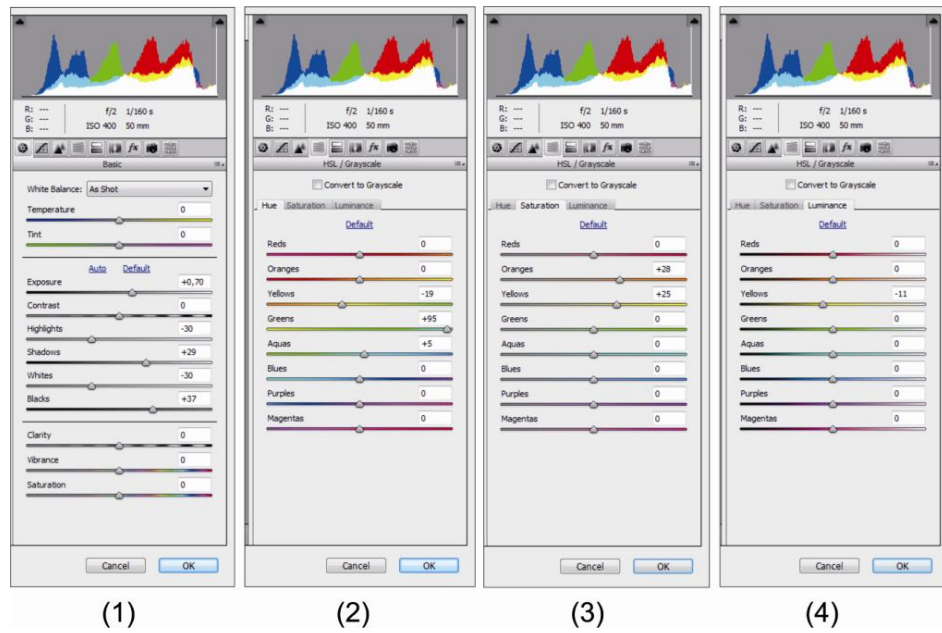 R: ---
G: ---
B: ---
f/2 1/160 s
ISO 400 50 mm
fx
Basic
White Balance: As Shot
Temperature 0
Tint 0
Auto Default
Exposure +0,70
Contrast 0
Highlights -30
Shadows +29
Whites -30
Blacks +37
Clarity 0
Vibrance 0
Saturation 0
Cancel OK
(1)
R: ---
G: ---
B: ---
f/2 1/160 s
ISO 400 50 mm
fx
HSL / Grayscale
Convert to Grayscale
Hue Saturation Luminance
Default
Reds 0
Oranges 0
Yellows -19
Greens +95
Aquas +5
Blues 0
Purples 0
Magentas 0
Cancel OK
(2)
R: ---
G: ---
B: ---
f/2 1/160 s
ISO 400 50 mm
fx
HSL / Grayscale
Convert to Grayscale
Hue Saturation Luminance
Default
Reds 0
Oranges +28
Yellows +25
Greens 0
Aquas 0
Blues 0
Purples 0
Magentas 0
Cancel OK
(3)
R: ---
G: ---
B: ---
f/2 1/160 s
ISO 400 50 mm
fx
HSL / Grayscale
Convert to Grayscale
Hue Saturation Luminance
Default
Reds 0
Oranges 0
Yellows -11
Greens 0
Aquas 0
Blues 0
Purples 0
Magentas 0
Cancel OK
(4)